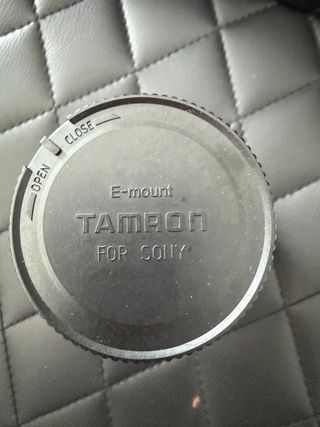 OPEN CLOSE
E-mount
TAMRON
FOR SONY